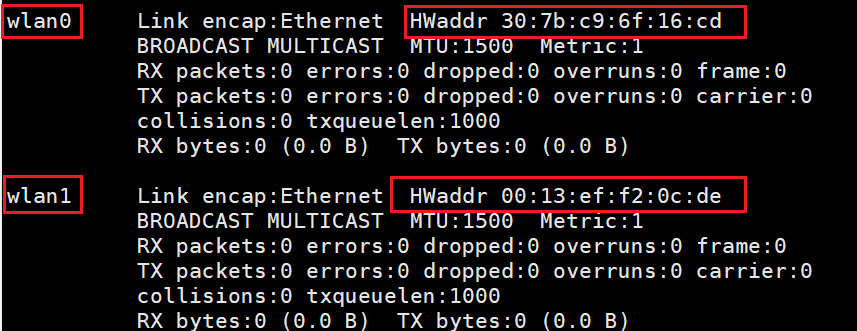 wlan0 Link encap:Ethernet HWaddr 30:7b:c9:6f:16:cd
BROADCAST MULTICAST MTU:1500 Metric:1
RX packets:0 errors:0 dropped:0 overruns:0 frame:0
TX packets:0 errors:0 dropped:0 overruns:0 carrier:0
collisions:0 txqueuelen:1000
RX bytes:0 (0.0 B) TX bytes:0 (0.0 B)
wlan1 Link encap:Ethernet HWaddr 00:13:ef:f2:0c:de
BROADCAST MULTICAST MTU:1500 Metric:1
RX packets:0 errors:0 dropped:0 overruns:0 frame:0
TX packets:0 errors:0 dropped:0 overruns:0 carrier:0
collisions:0 txqueuelen:1000
RX bytes:0 (0.0 B) TX bytes:0 (0.0 B)